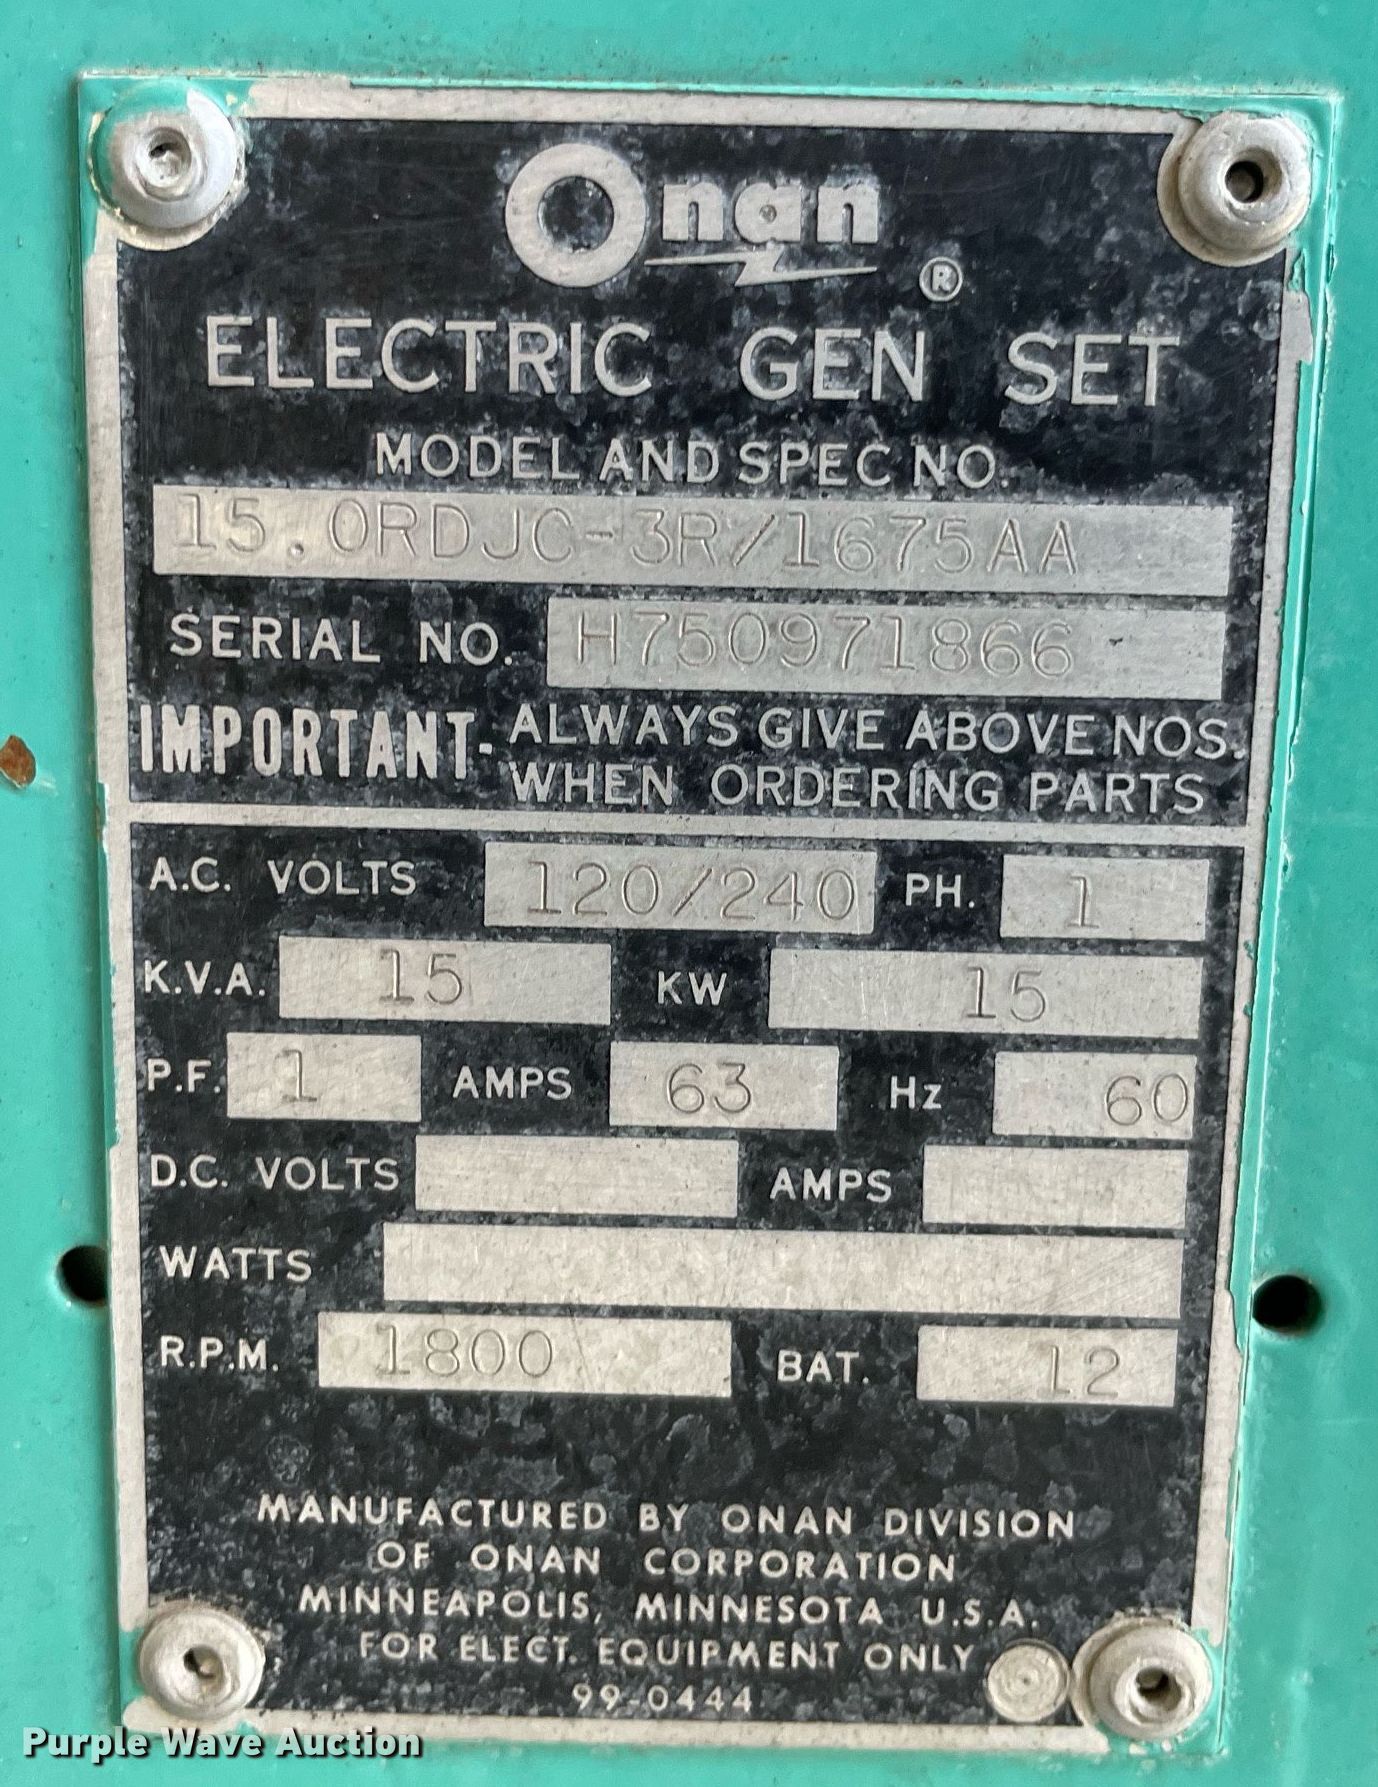 Onan ®
ELECTRIC GEN SET
MODEL AND SPEC NO.
15.0RDJC-3R/1675AA
SERIAL NO. H750971866
IMPORTANT- ALWAYS GIVE ABOVE NOS.
WHEN ORDERING PARTS
A.C. VOLTS 120/240 PH. 1
K.V.A. 15 KW 15
P.F. 1 AMPS 63 Hz 60
D.C. VOLTS AMPS
WATTS
R.P.M. 1800 BAT. 12
MANUFACTURED BY ONAN DIVISION
OF ONAN CORPORATION
MINNEAPOLIS, MINNESOTA U.S.A.
FOR ELECT. EQUIPMENT ONLY
99-0444
Purple Wave Auction